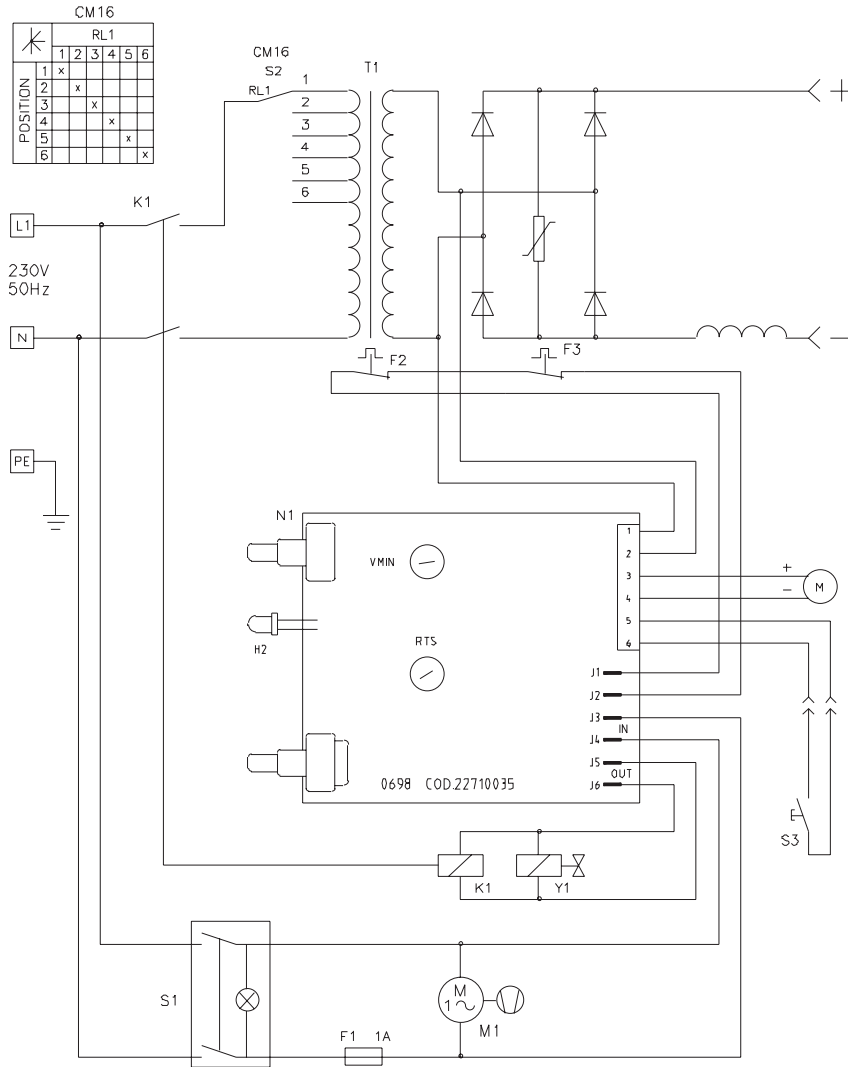 CM16
RL1
1 2 3 4 5 6
POSITION
1 x
2 x
3 x
4 x
5 x
6 x
CM16
S2
RL1
1
2
3
4
5
6
T1
+
K1
L1
230V
50Hz
N
−
F2
F3
PE
N1
VMIN
H2
RTS
1
2
3
4
5
6
+
−
M
J1
J2
J3
IN
J4
J5
OUT
J6
0698 COD.22710035
S3
K1
Y1
S1
M
1~
M1
F1 1A